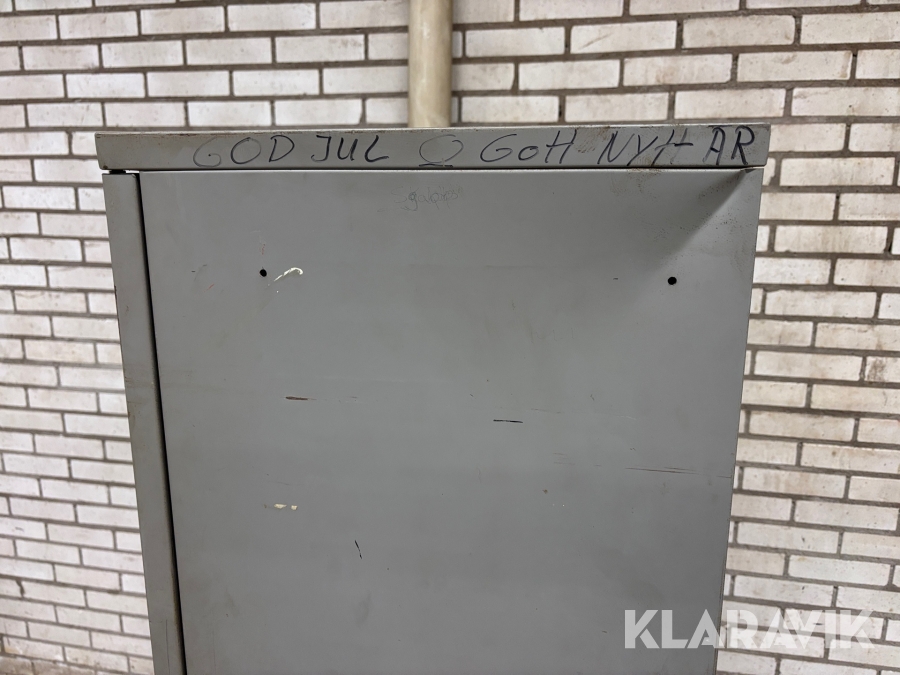 GOD JUL O GOTT NYTT ÅR
KLARAVIK